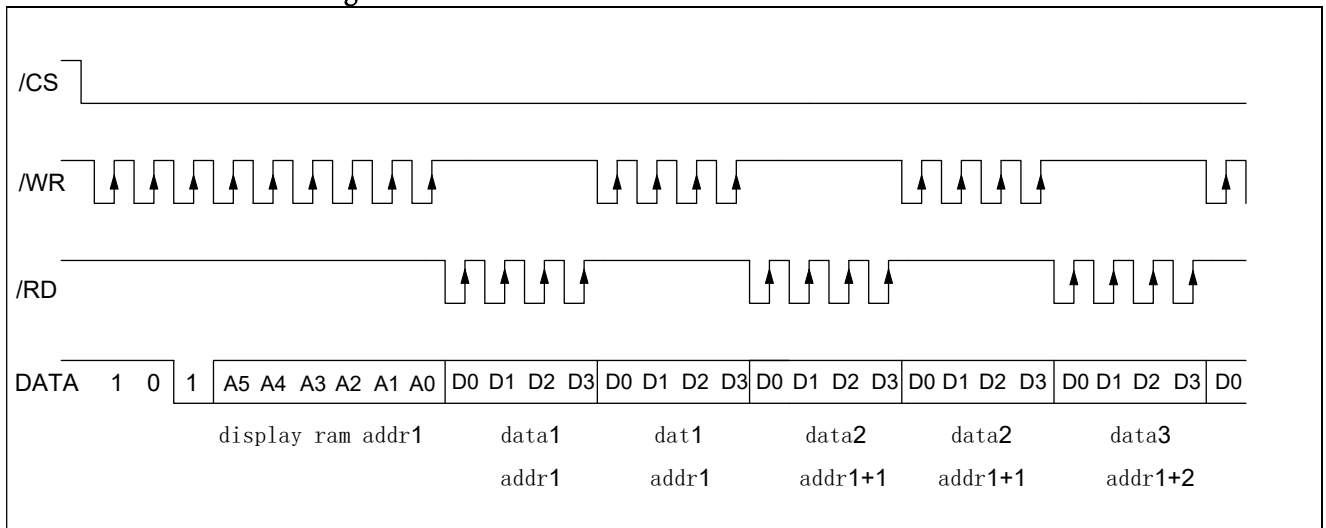 /CS
/WR
/RD
DATA 1 0 1 A5 A4 A3 A2 A1 A0 D0 D1 D2 D3 D0 D1 D2 D3 D0 D1 D2 D3 D0 D1 D2 D3 D0 D1 D2 D3 D0
display ram addr1 data1 dat1 data2 data2 data3
addr1 addr1 addr1+1 addr1+1 addr1+2